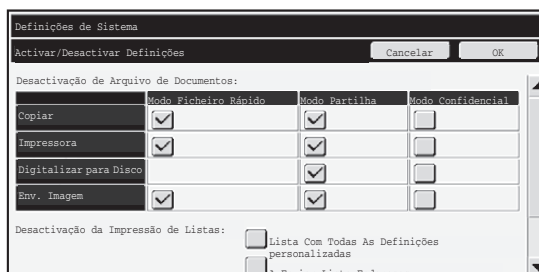 Definições de Sistema
Activar/Desactivar Definições Cancelar OK
Desactivação de Arquivo de Documentos:
Modo Ficheiro Rápido Modo Partilha Modo Confidencial
Copiar
Impressora
Digitalizar para Disco
Env. Imagem
Desactivação da Impressão de Listas:
Lista Com Todas As Definições
personalizadas